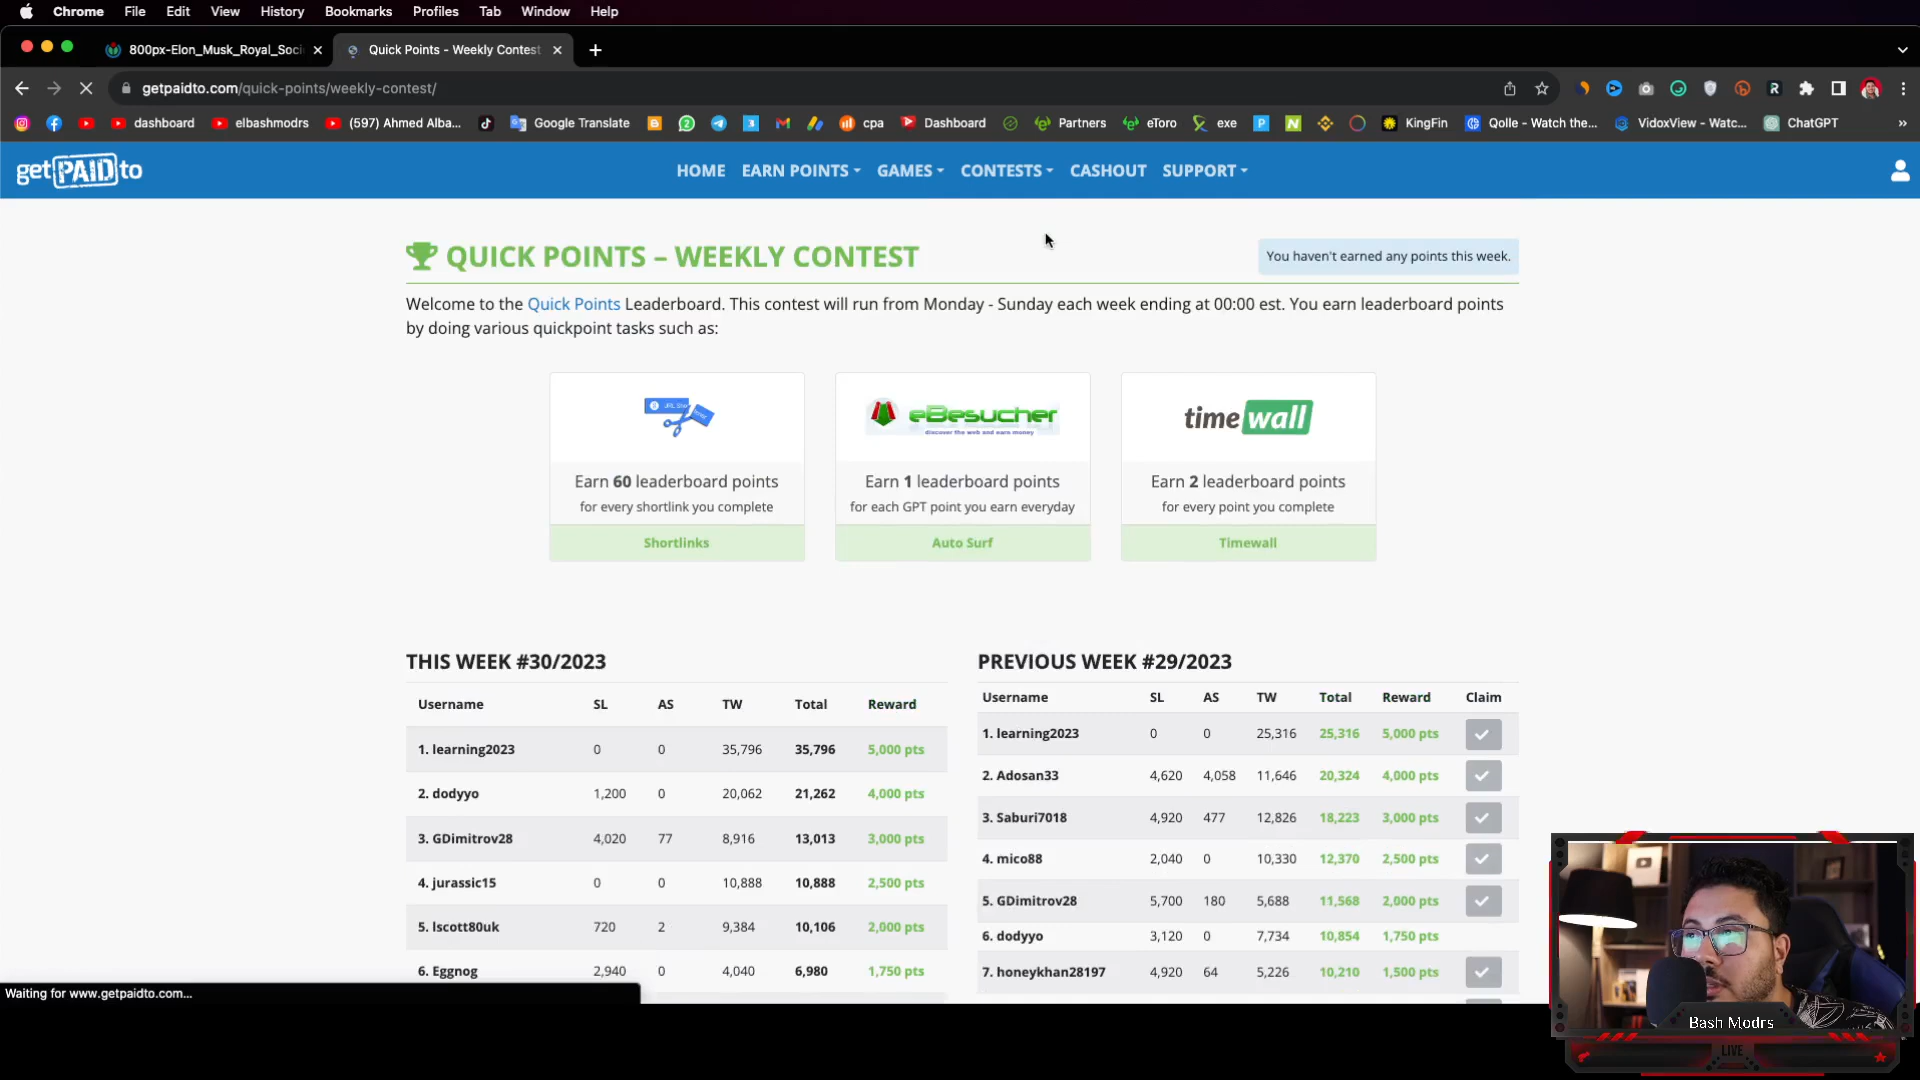 Chrome File Edit View History Bookmarks Profiles Tab Window Help
800px-Elon_Musk_Royal_Soci
Quick Points - Weekly Contest
getpaidto.com/quick-points/weekly-contest/
dashboard elbashmodrs (597) Ahmed Alba... Google Translate cpa Dashboard Partners eToro exe KingFin Qolle - Watch the... VidoxView - Watc... ChatGPT »
getPAIDto
HOME EARN POINTS GAMES CONTESTS CASHOUT SUPPORT
QUICK POINTS – WEEKLY CONTEST
You haven't earned any points this week.
Welcome to the Quick Points Leaderboard. This contest will run from Monday - Sunday each week ending at 00:00 est. You earn leaderboard points
by doing various quickpoint tasks such as:
Earn 60 leaderboard points
for every shortlink you complete
Shortlinks
eBesucher
discover the web and earn money
Earn 1 leaderboard points
for each GPT point you earn everyday
Auto Surf
timewall
Earn 2 leaderboard points
for every point you complete
Timewall
THIS WEEK #30/2023
Username SL AS TW Total Reward
1. learning2023 0 0 35,796 35,796 5,000 pts
2. dodyyo 1,200 0 20,062 21,262 4,000 pts
3. GDimitrov28 4,020 77 8,916 13,013 3,000 pts
4. jurassic15 0 0 10,888 10,888 2,500 pts
5. lscott80uk 720 2 9,384 10,106 2,000 pts
6. Eggnog 2,940 0 4,040 6,980 1,750 pts
PREVIOUS WEEK #29/2023
Username SL AS TW Total Reward Claim
1. learning2023 0 0 25,316 25,316 5,000 pts
2. Adosan33 4,620 4,058 11,646 20,324 4,000 pts
3. Saburi7018 4,920 477 12,826 18,223 3,000 pts
4. mico88 2,040 0 10,330 12,370 2,500 pts
5. GDimitrov28 5,700 180 5,688 11,568 2,000 pts
6. dodyyo 3,120 0 7,734 10,854 1,750 pts
7. honeykhan28197 4,920 64 5,226 10,210 1,500 pts
Waiting for www.getpaidto.com...
Bash Modrs
LIVE